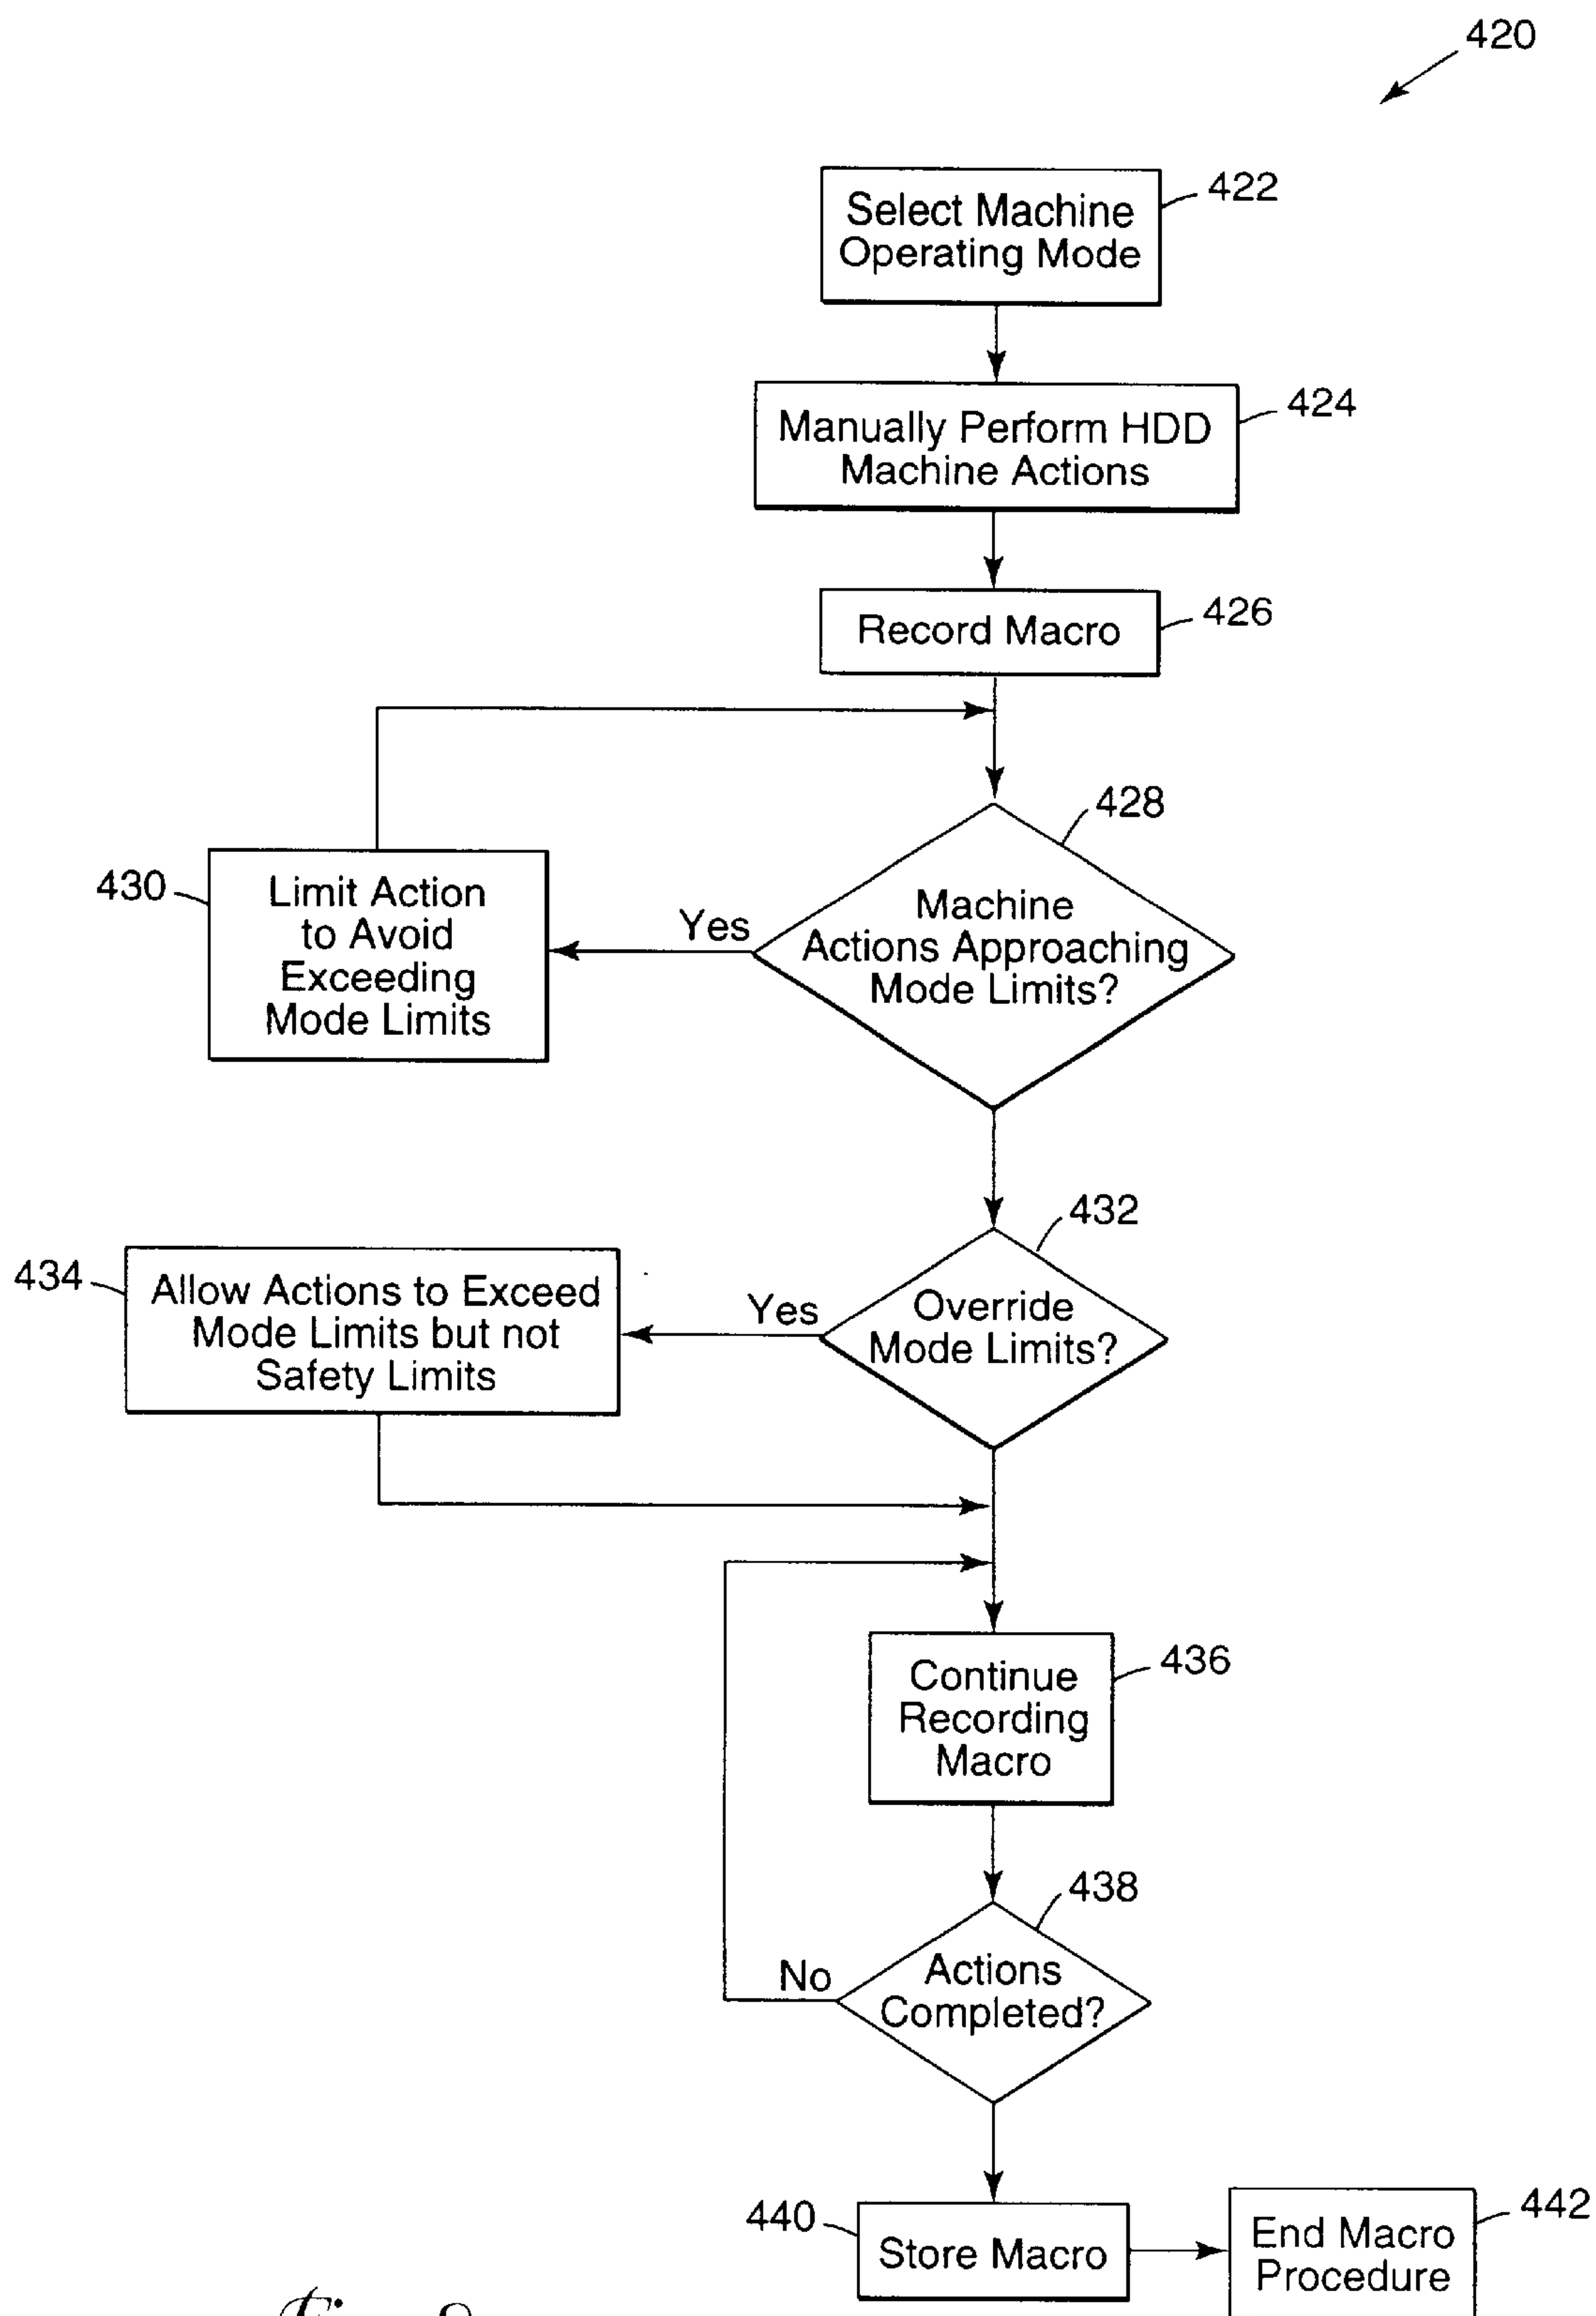 420
Select Machine
Operating Mode
422
Manually Perform HDD
Machine Actions
424
Record Macro
426
428
Machine
Actions Approaching
Mode Limits?
Yes
430
Limit Action
to Avoid
Exceeding
Mode Limits
432
Override
Mode Limits?
Yes
434
Allow Actions to Exceed
Mode Limits but not
Safety Limits
Continue
Recording
Macro
436
438
Actions
Completed?
No
440
Store Macro
End Macro
Procedure
442